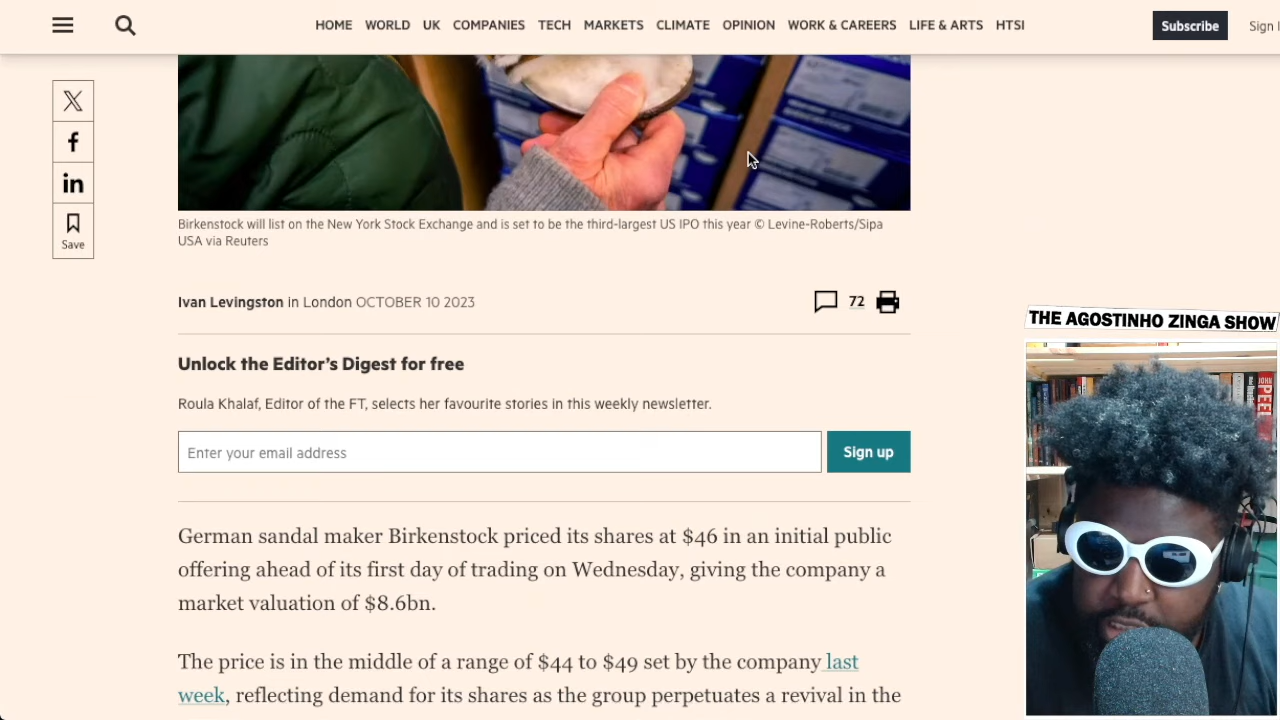 HOME WORLD UK COMPANIES TECH MARKETS CLIMATE OPINION WORK & CAREERS LIFE & ARTS HTSI Subscribe Sign I
Save
Birkenstock will list on the New York Stock Exchange and is set to be the third-largest US IPO this year © Levine-Roberts/Sipa
USA via Reuters
Ivan Levingston in London OCTOBER 10 2023 72
Unlock the Editor’s Digest for free
Roula Khalaf, Editor of the FT, selects her favourite stories in this weekly newsletter.
Enter your email address Sign up
German sandal maker Birkenstock priced its shares at $46 in an initial public
offering ahead of its first day of trading on Wednesday, giving the company a
market valuation of $8.6bn.
The price is in the middle of a range of $44 to $49 set by the company last
week, reflecting demand for its shares as the group perpetuates a revival in the
THE AGOSTINHO ZINGA SHOW
JOHN
PEEL